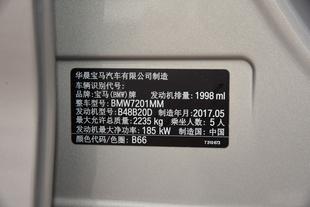 华晨宝马汽车有限公司制造
车辆识别代号:
品牌:宝马(BMW)牌 发动机排量:1998 ml
整车型号:BMW7201MM
发动机型号:B48B20D 制造年月:2017.05
最大允许总质量:2235 kg 乘坐人数:5 人
发动机最大净功率:185 kW 制造国:中国
颜色代号/色圈:B66